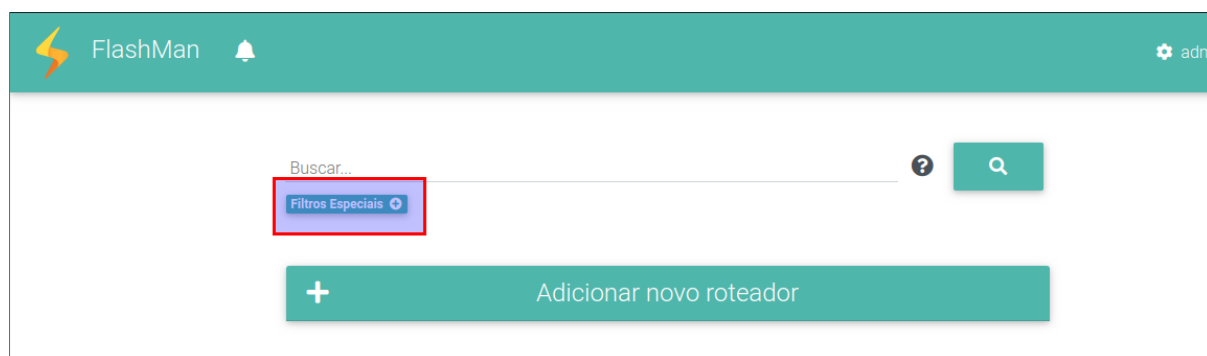 FlashMan
adm
Buscar...
Filtros Especiais
Adicionar novo roteador